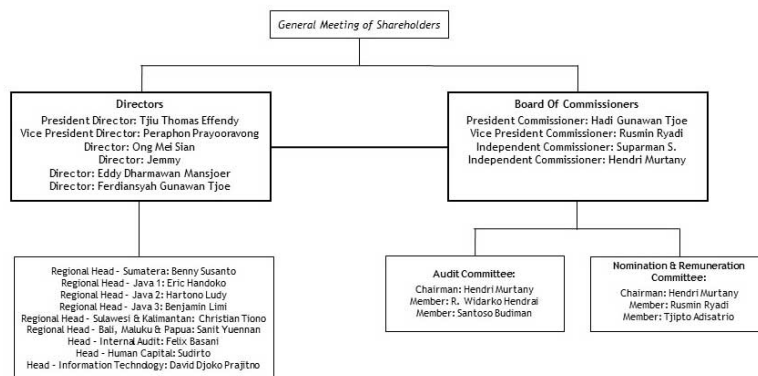 General Meeting of Shareholders
Directors
President Director: Tjiu Thomas Effendy
Vice President Director: Peraphon Prayooravong
Director: Ong Mei Sian
Director: Jemmy
Director: Eddy Dharmawan Mansjoer
Director: Ferdiansyah Gunawan Tjoe
Board Of Commissioners
President Commissioner: Hadi Gunawan Tjoe
Vice President Commissioner: Rusmin Ryadi
Independent Commissioner: Suparman S.
Independent Commissioner: Hendri Murtany
Regional Head - Sumatera: Benny Susanto
Regional Head - Java 1: Eric Handoko
Regional Head - Java 2: Hartono Ludy
Regional Head - Java 3: Benjamin Limi
Regional Head - Sulawesi & Kalimantan: Christian Tiono
Regional Head - Bali, Maluku & Papua: Sanit Yuennan
Head - Internal Audit: Felix Basani
Head - Human Capital: Sudirto
Head - Information Technology: David Djoko Prajitno
Audit Committee:
Chairman: Hendri Murtany
Member: R. Widarko Hendrai
Member: Santoso Budiman
Nomination & Remuneration
Committee:
Chairman: Hendri Murtany
Member: Rusmin Ryadi
Member: Tjipto Adisatrio